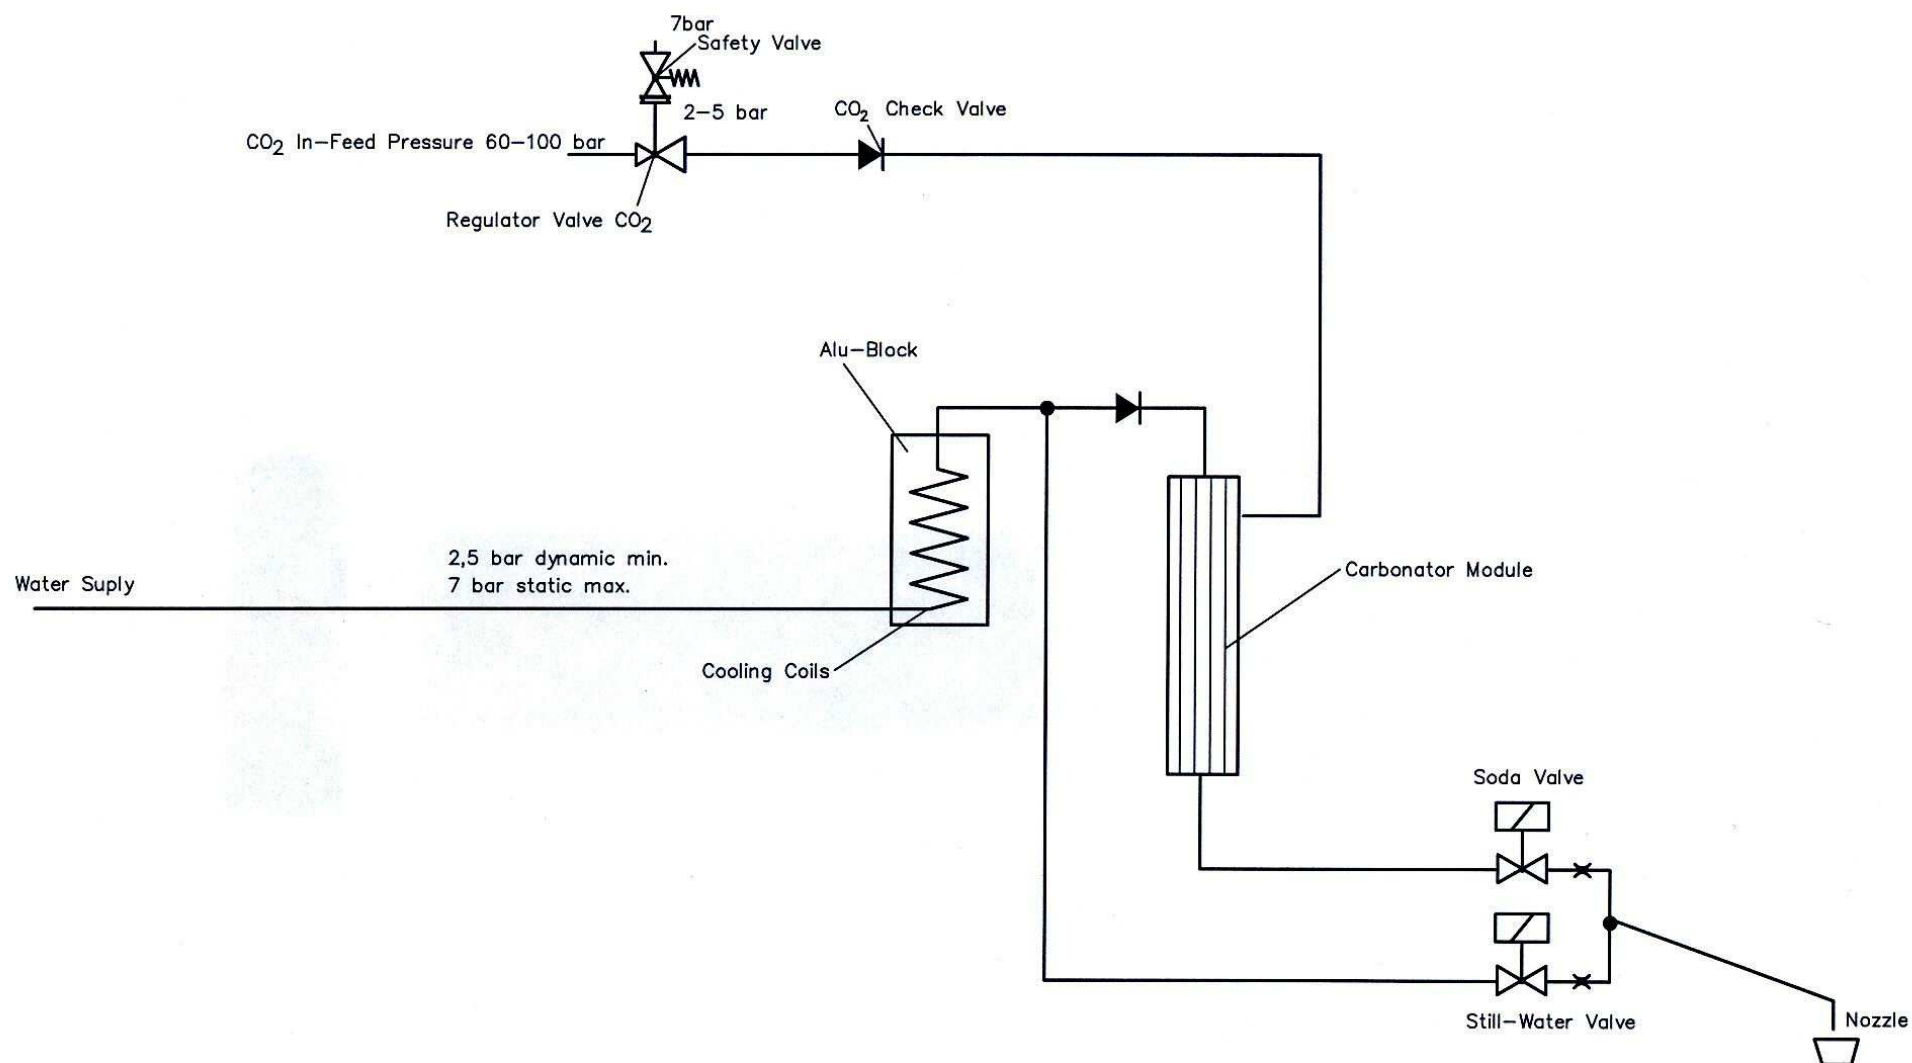 7bar
Safety Valve
2-5 bar
CO₂ Check Valve
CO₂ In-Feed Pressure 60-100 bar
Regulator Valve CO₂
Alu-Block
2,5 bar dynamic min.
7 bar static max.
Water Suply
Carbonator Module
Cooling Coils
Soda Valve
Still-Water Valve
Nozzle